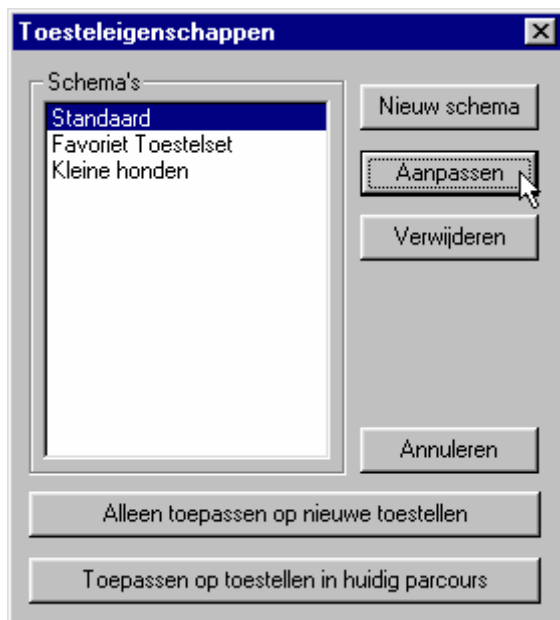 Toesteleigenschappen
Schema's
Standaard
Favoriet Toestelset
Kleine honden
Nieuw schema
Aanpassen
Verwijderen
Annuleren
Alleen toepassen op nieuwe toestellen
Toepassen op toestellen in huidig parcours